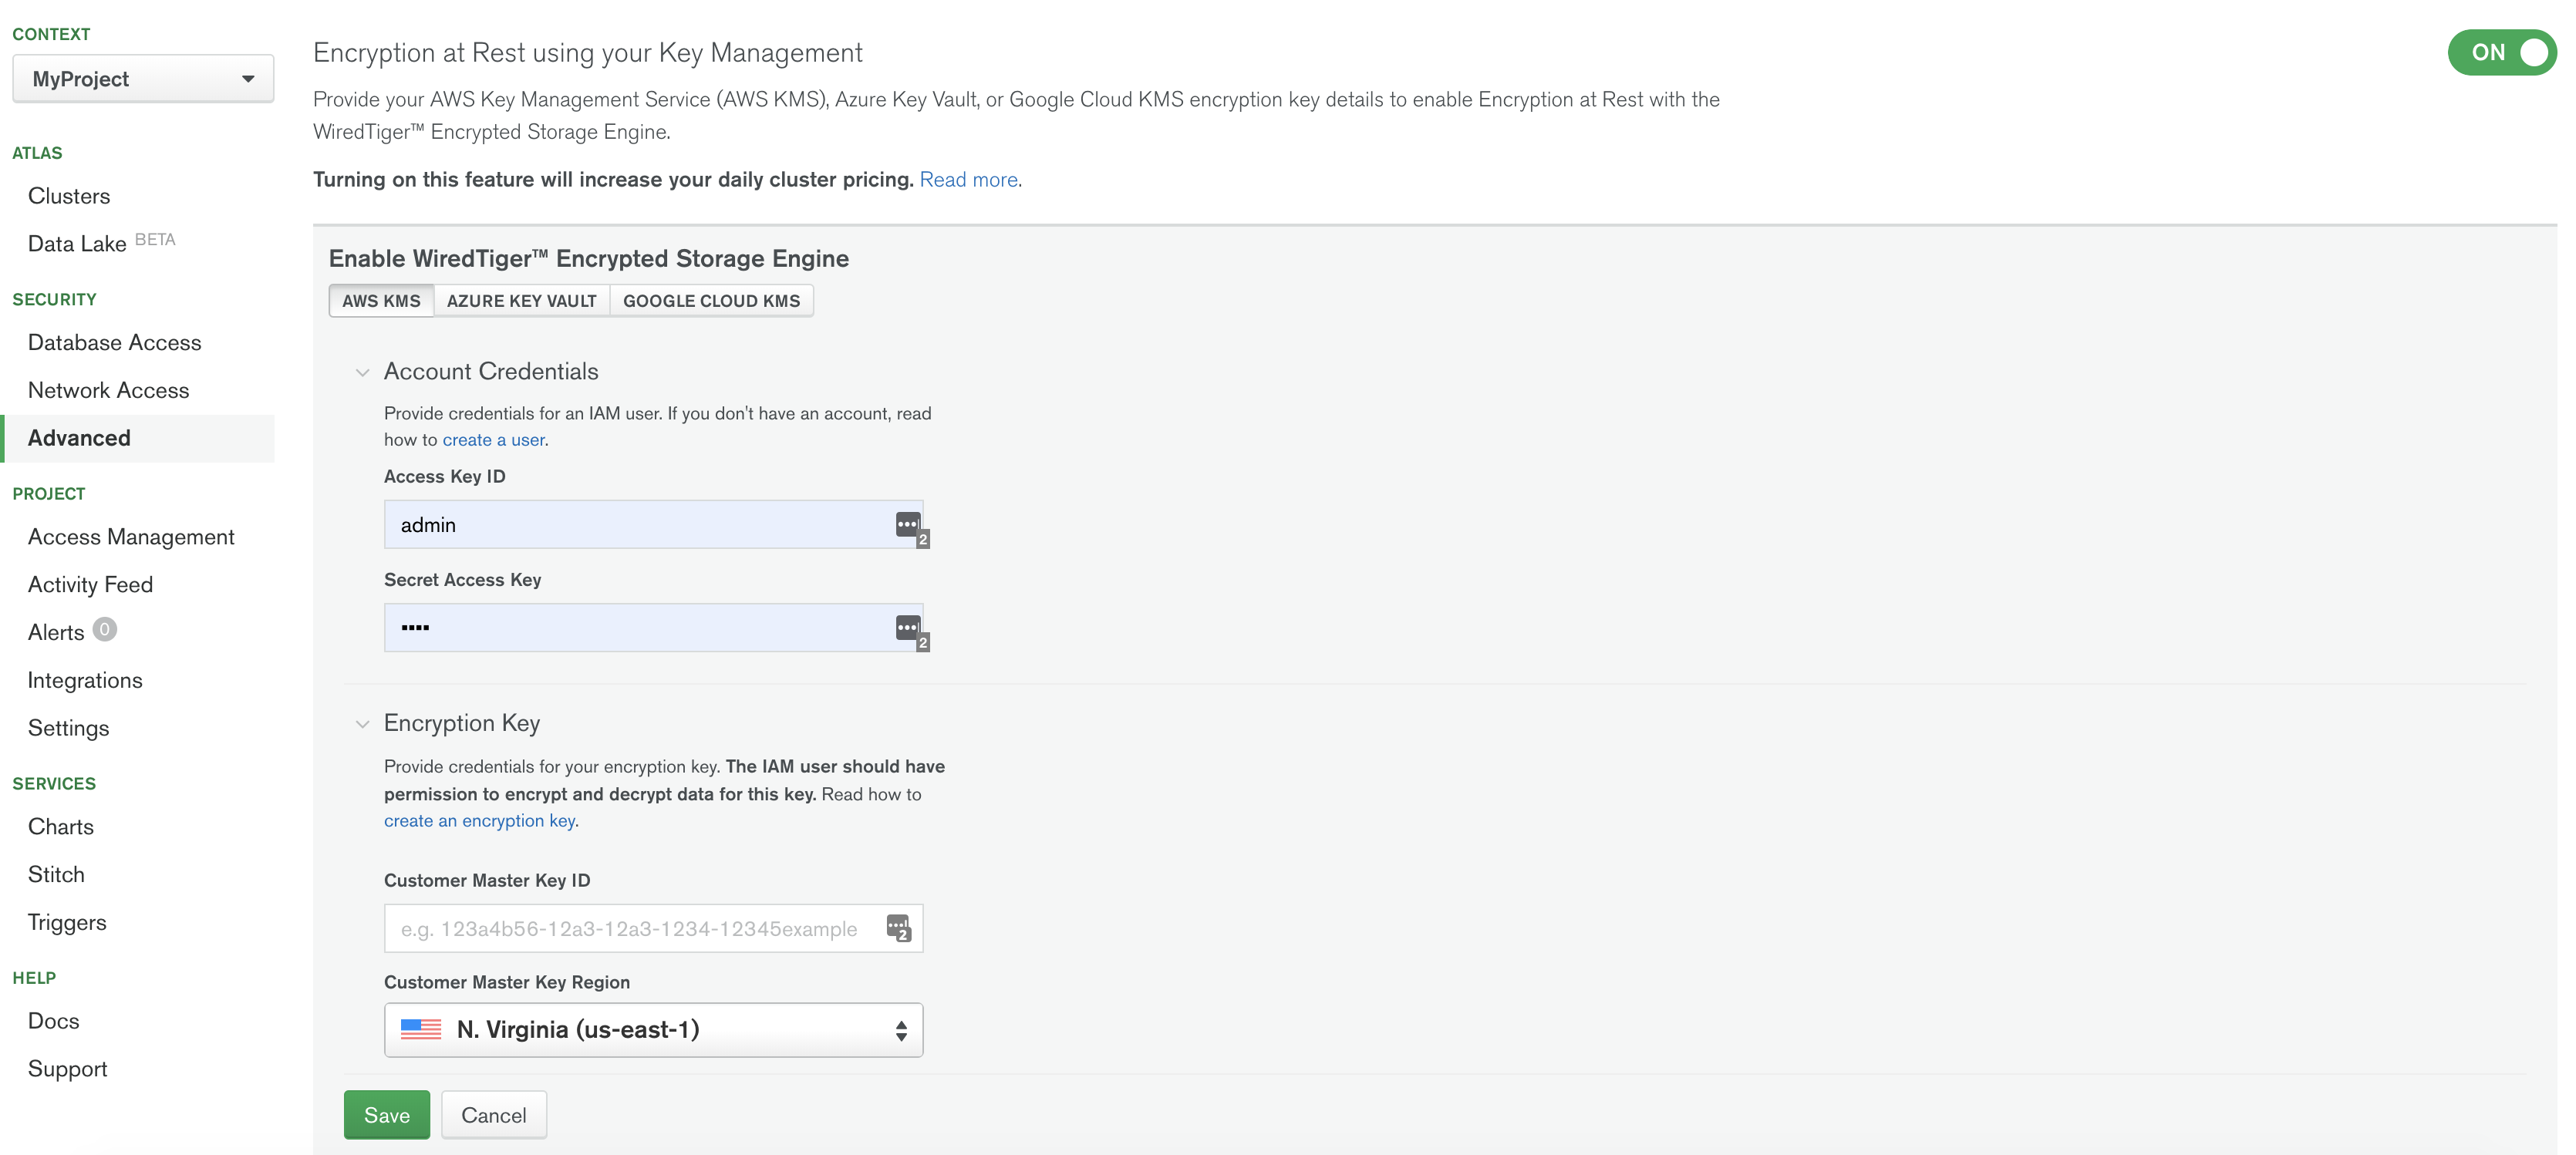 CONTEXT
MyProject
ATLAS
Clusters
Data Lake BETA
SECURITY
Database Access
Network Access
Advanced
PROJECT
Access Management
Activity Feed
Alerts 0
Integrations
Settings
SERVICES
Charts
Stitch
Triggers
HELP
Docs
Support
Encryption at Rest using your Key Management
ON
Provide your AWS Key Management Service (AWS KMS), Azure Key Vault, or Google Cloud KMS encryption key details to enable Encryption at Rest with the
WiredTiger™ Encrypted Storage Engine.
Turning on this feature will increase your daily cluster pricing. Read more.
Enable WiredTiger™ Encrypted Storage Engine
AWS KMS AZURE KEY VAULT GOOGLE CLOUD KMS
Account Credentials
Provide credentials for an IAM user. If you don't have an account, read
how to create a user.
Access Key ID
admin 2
Secret Access Key
•••• 2
Encryption Key
Provide credentials for your encryption key. The IAM user should have
permission to encrypt and decrypt data for this key. Read how to
create an encryption key.
Customer Master Key ID
e.g. 123a4b56-12a3-12a3-1234-12345example 2
Customer Master Key Region
N. Virginia (us-east-1)
Save Cancel